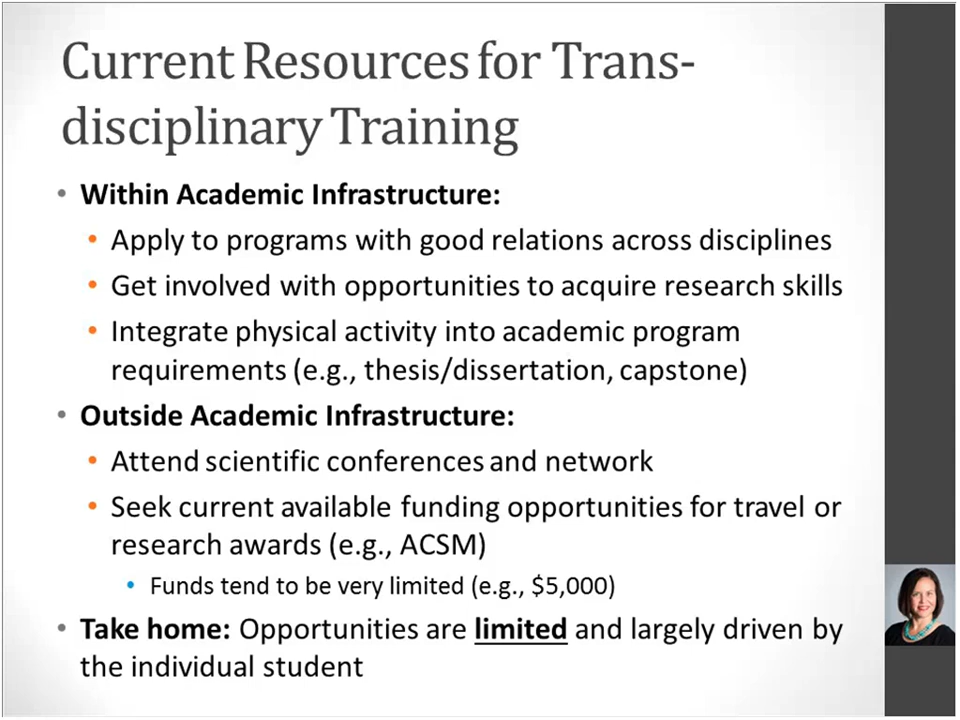 Current Resources for Trans-
disciplinary Training
• Within Academic Infrastructure:
• Apply to programs with good relations across disciplines
• Get involved with opportunities to acquire research skills
• Integrate physical activity into academic program
requirements (e.g., thesis/dissertation, capstone)
• Outside Academic Infrastructure:
• Attend scientific conferences and network
• Seek current available funding opportunities for travel or
research awards (e.g., ACSM)
• Funds tend to be very limited (e.g., $5,000)
• Take home: Opportunities are limited and largely driven by
the individual student